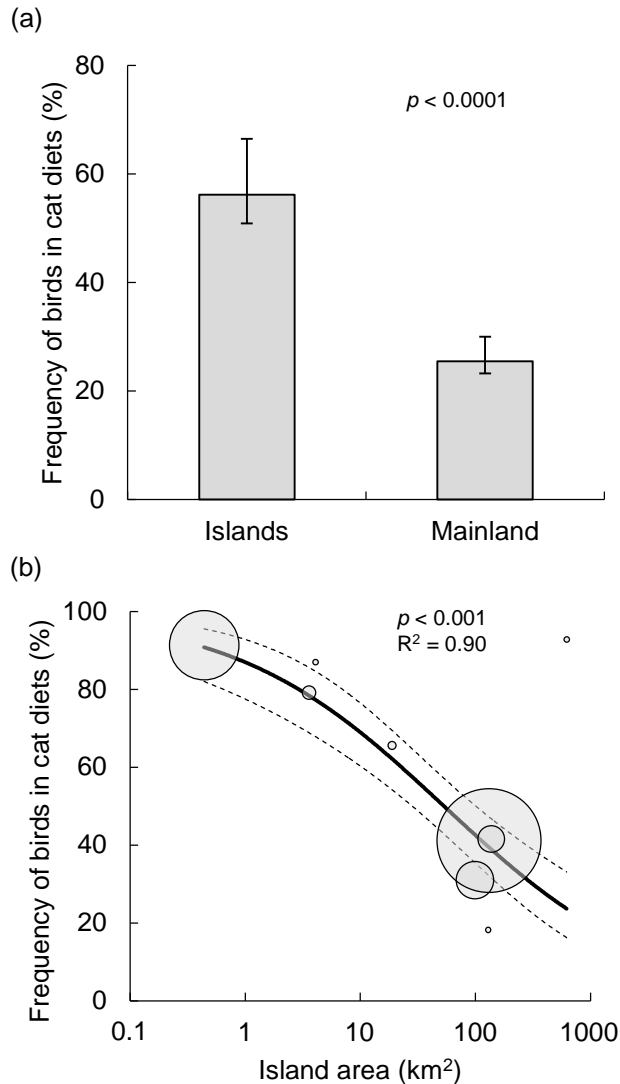 (a)
Frequency of birds in cat diets (%)
80
60
40
20
0
p < 0.0001
Islands
Mainland
(b)
Frequency of birds in cat diets (%)
100
80
60
40
20
0
p < 0.001
R² = 0.90
0.1
1
10
100
1000
Island area (km²)